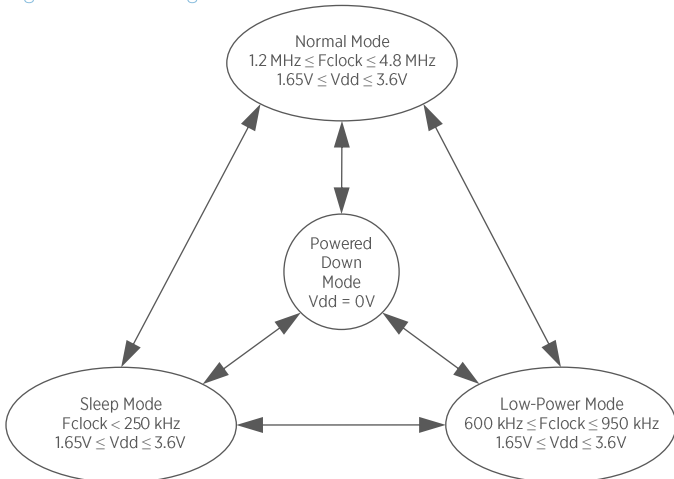 Normal Mode
1.2 MHz ≤ Fclock ≤ 4.8 MHz
1.65V ≤ Vdd ≤ 3.6V
Powered
Down
Mode
Vdd = 0V
Sleep Mode
Fclock < 250 kHz
1.65V ≤ Vdd ≤ 3.6V
Low-Power Mode
600 kHz ≤ Fclock ≤ 950 kHz
1.65V ≤ Vdd ≤ 3.6V